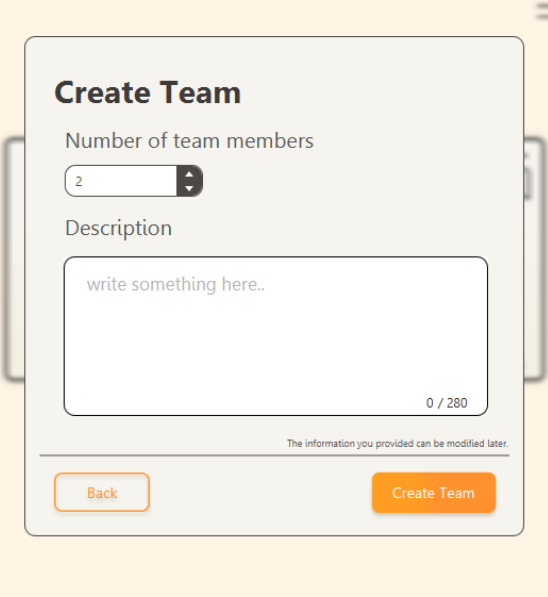 Create Team
Number of team members
2
Description
write something here..
0 / 280
The information you provided can be modified later.
Back
Create Team